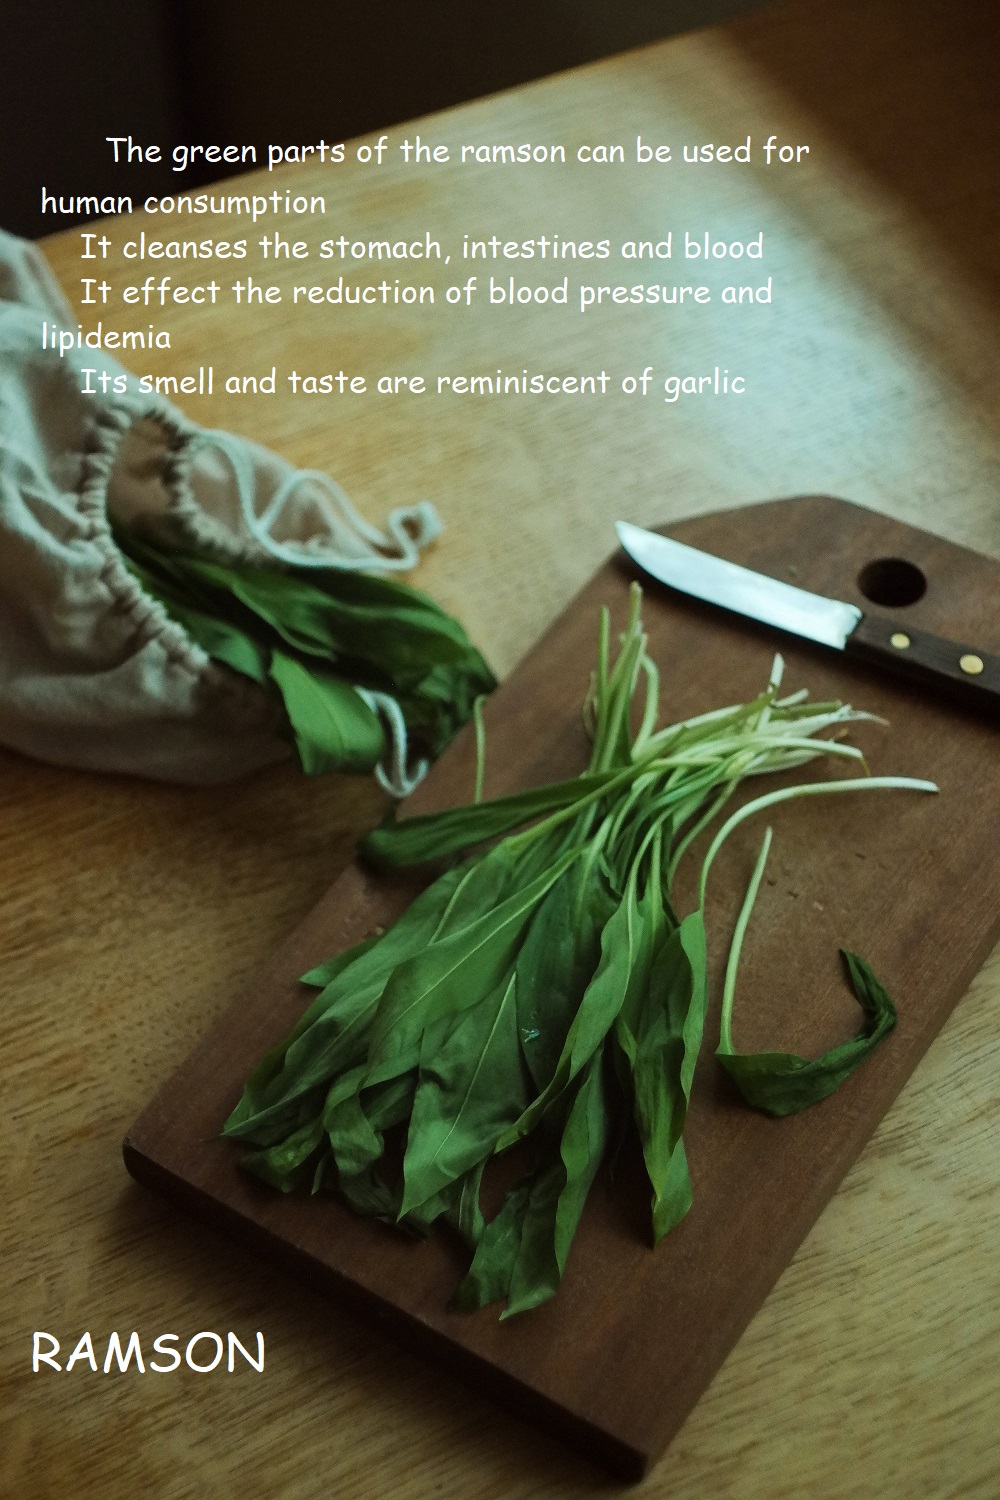 The green parts of the ramson can be used for
human consumption
It cleanses the stomach, intestines and blood
It effect the reduction of blood pressure and
lipidemia
Its smell and taste are reminiscent of garlic
RAMSON